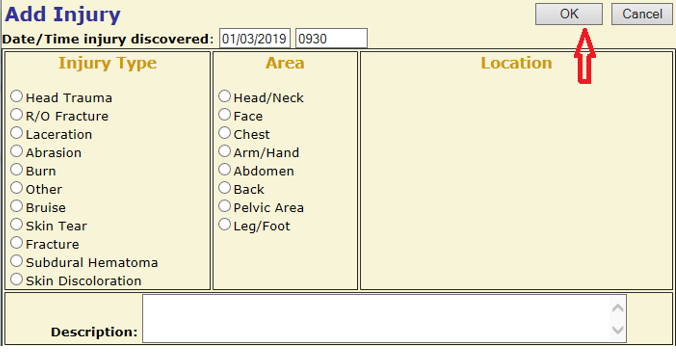 Add Injury OK Cancel
Date/Time injury discovered: 01/03/2019 0930
Injury Type Area Location
Head Trauma Head/Neck
R/O Fracture Face
Laceration Chest
Abrasion Arm/Hand
Burn Abdomen
Other Back
Bruise Pelvic Area
Skin Tear Leg/Foot
Fracture
Subdural Hematoma
Skin Discoloration
Description: